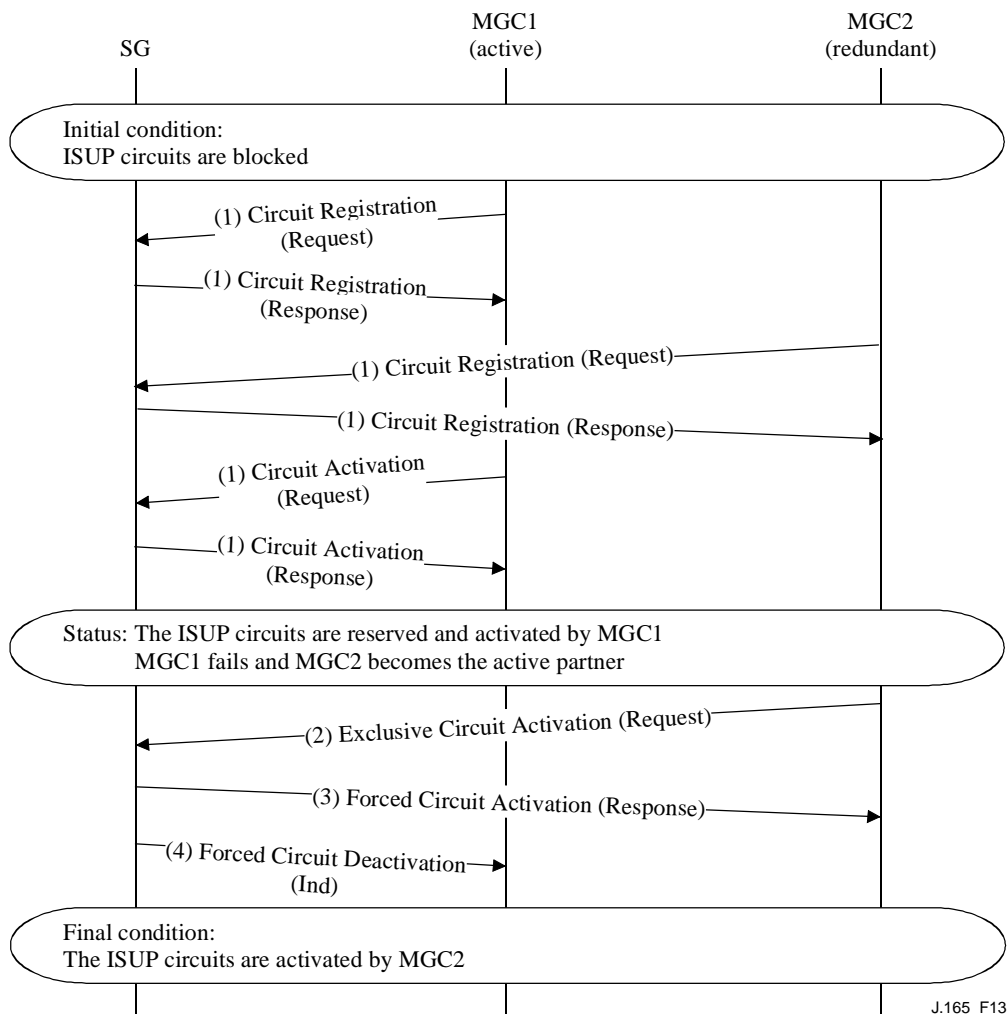 SG
MGC1
(active)
MGC2
(redundant)
Initial condition:
ISUP circuits are blocked
(1) Circuit Registration
(Request)
(1) Circuit Registration
(Response)
(1) Circuit Registration (Request)
(1) Circuit Registration (Response)
(1) Circuit Activation
(Request)
(1) Circuit Activation
(Response)
Status: The ISUP circuits are reserved and activated by MGC1
MGC1 fails and MGC2 becomes the active partner
(2) Exclusive Circuit Activation (Request)
(3) Forced Circuit Activation (Response)
(4) Forced Circuit Deactivation
(Ind)
Final condition:
The ISUP circuits are activated by MGC2
J.165_F13